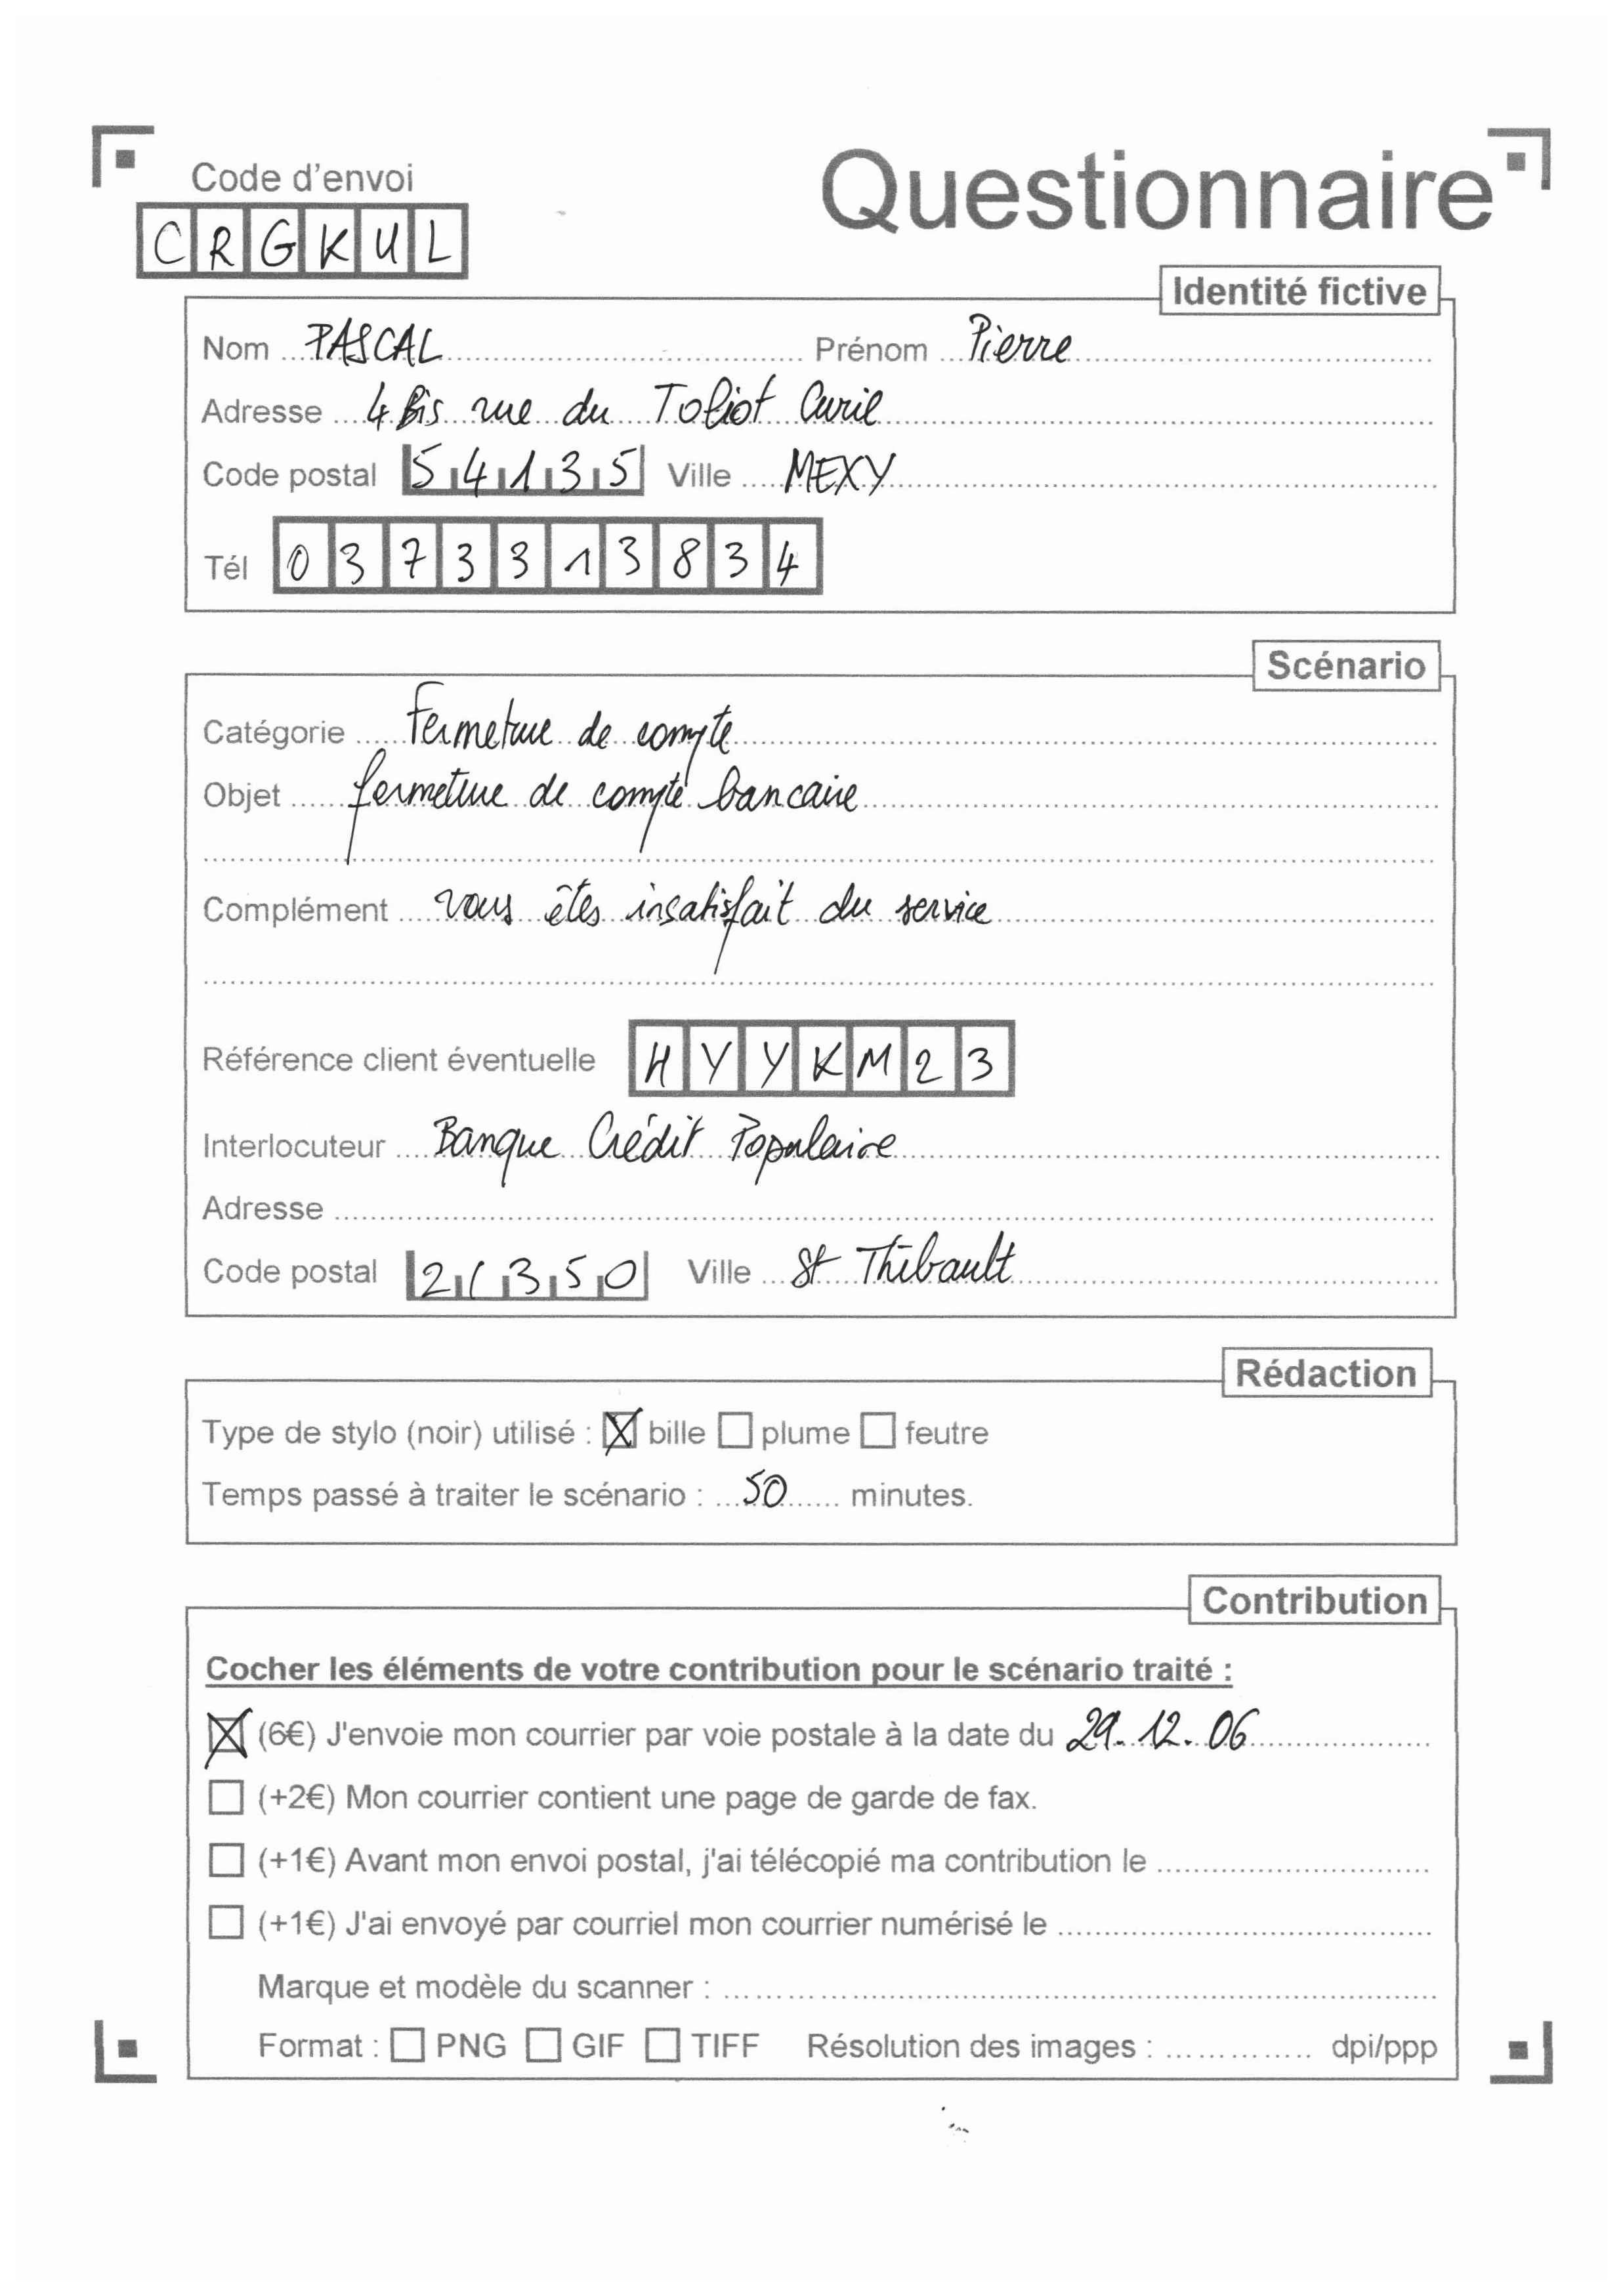 Code d'envoi
Questionnaire
CRGKUL
Identité fictive
Nom PASCAL Prénom Pierre
Adresse 4 Bis rue du Toliot Curil
Code postal 54135 Ville MEXY
Tél 0373313834
Scénario
Catégorie Fermeture de compte
Objet fermeture de compte bancaire
Complément vous êtes insatisfait du service
Référence client éventuelle HYYKM23
Interlocuteur Banque Crédit Populaire
Adresse
Code postal 21350 Ville St Thibault
Rédaction
Type de stylo (noir) utilisé : bille plume feutre
Temps passé à traiter le scénario : 50 minutes.
Contribution
Cocher les éléments de votre contribution pour le scénario traité :
(6€) J'envoie mon courrier par voie postale à la date du 29.12.06
(+2€) Mon courrier contient une page de garde de fax.
(+1€) Avant mon envoi postal, j'ai télécopié ma contribution le
(+1€) J'ai envoyé par courriel mon courrier numérisé le
Marque et modèle du scanner :
Format : PNG GIF TIFF Résolution des images : dpi/ppp